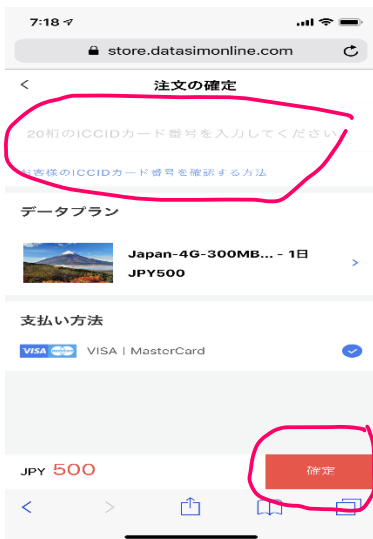 7:18
store.datasimonline.com
注文の確定
20桁のICCIDカード番号を入力してください
お客様のICCIDカード番号を確認する方法
データプラン
Japan-4G-300MB... - 1日
JPY500
支払い方法
VISA VISA | MasterCard
JPY 500
確定